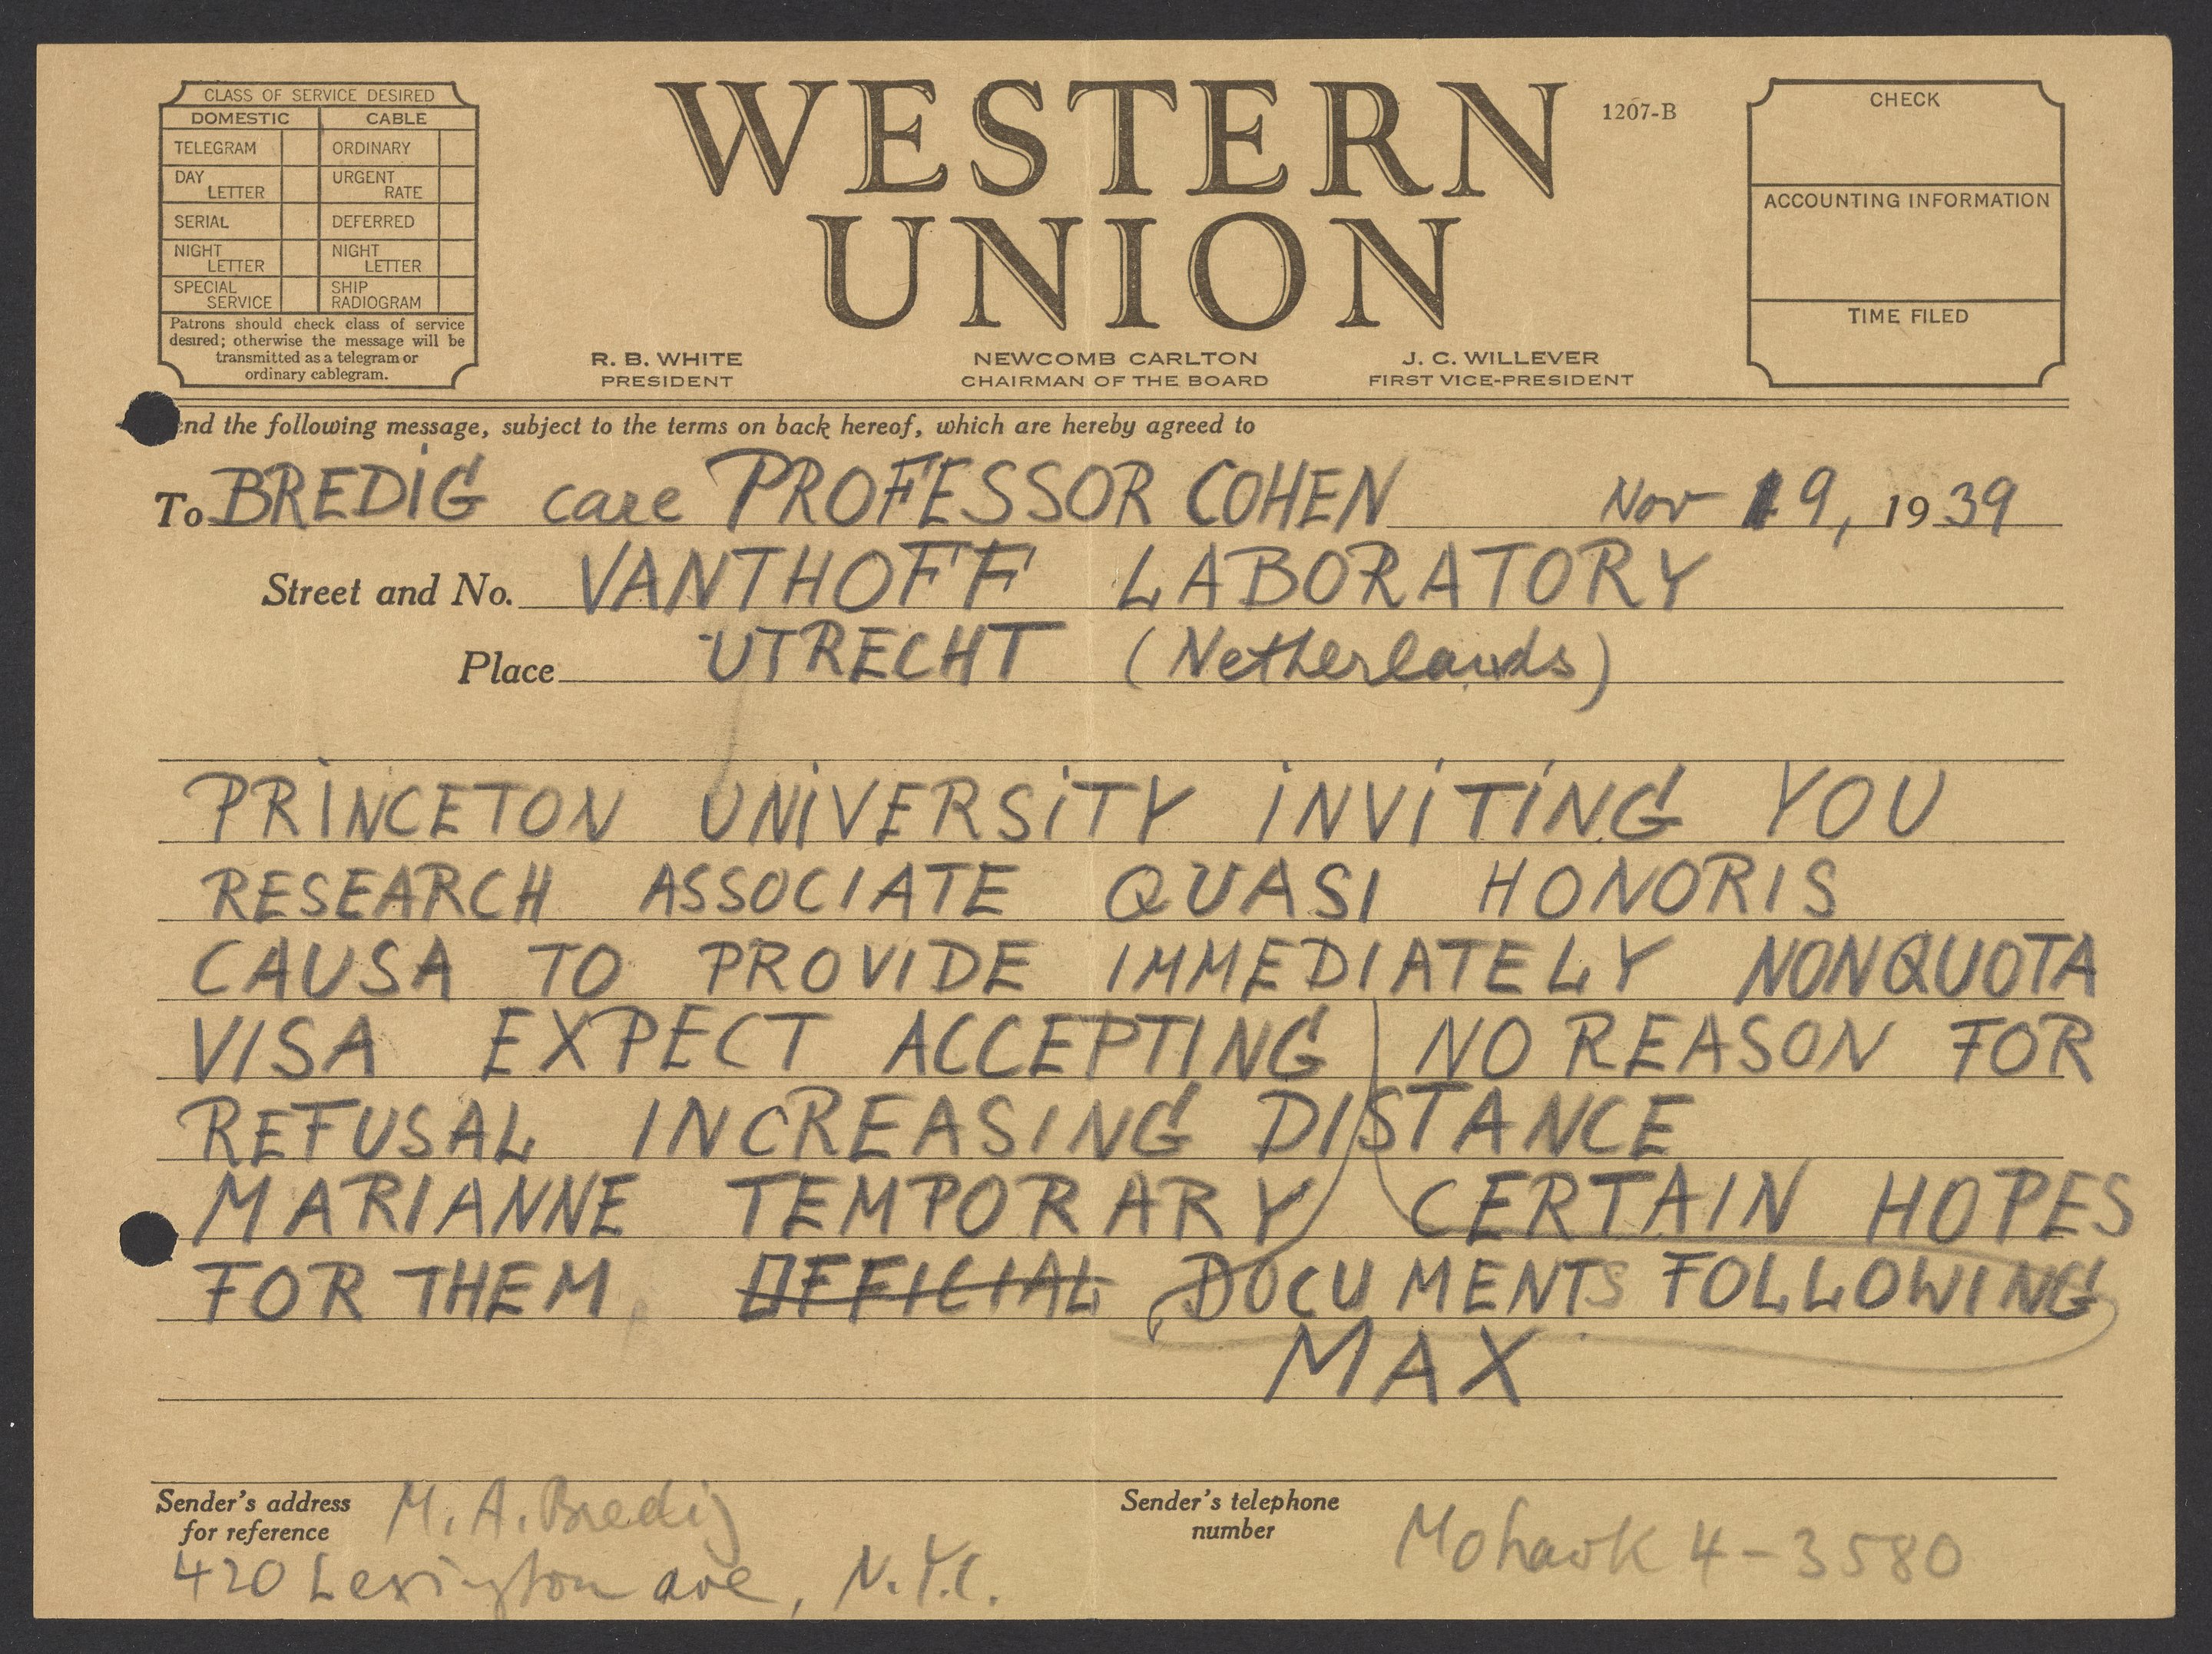 CLASS OF SERVICE DESIRED
DOMESTIC CABLE
TELEGRAM ORDINARY
DAY LETTER URGENT RATE
SERIAL DEFERRED
NIGHT LETTER NIGHT LETTER
SPECIAL SERVICE SHIP RADIOGRAM
Patrons should check class of service
desired; otherwise the message will be
transmitted as a telegram or
ordinary cablegram.
WESTERN
UNION
1207-B
R. B. WHITE
PRESIDENT
NEWCOMB CARLTON
CHAIRMAN OF THE BOARD
J. C. WILLEVER
FIRST VICE-PRESIDENT
CHECK
ACCOUNTING INFORMATION
TIME FILED
end the following message, subject to the terms on back hereof, which are hereby agreed to
To BREDIG care PROFESSOR COHEN Nov 19, 1939
Street and No. VANTHOFF LABORATORY
Place UTRECHT (Netherlands)
PRINCETON UNIVERSITY INVITING YOU
RESEARCH ASSOCIATE QUASI HONORIS
CAUSA TO PROVIDE IMMEDIATELY NONQUOTA
VISA EXPECT ACCEPTING NO REASON FOR
REFUSAL INCREASING DISTANCE
MARIANNE TEMPORARY CERTAIN HOPES
FOR THEM OFFICIAL DOCUMENTS FOLLOWING
MAX
Sender's address
for reference
M. A. Bredig
420 Lexington ave, N.Y.C.
Sender's telephone
number
Mohawk 4-3580